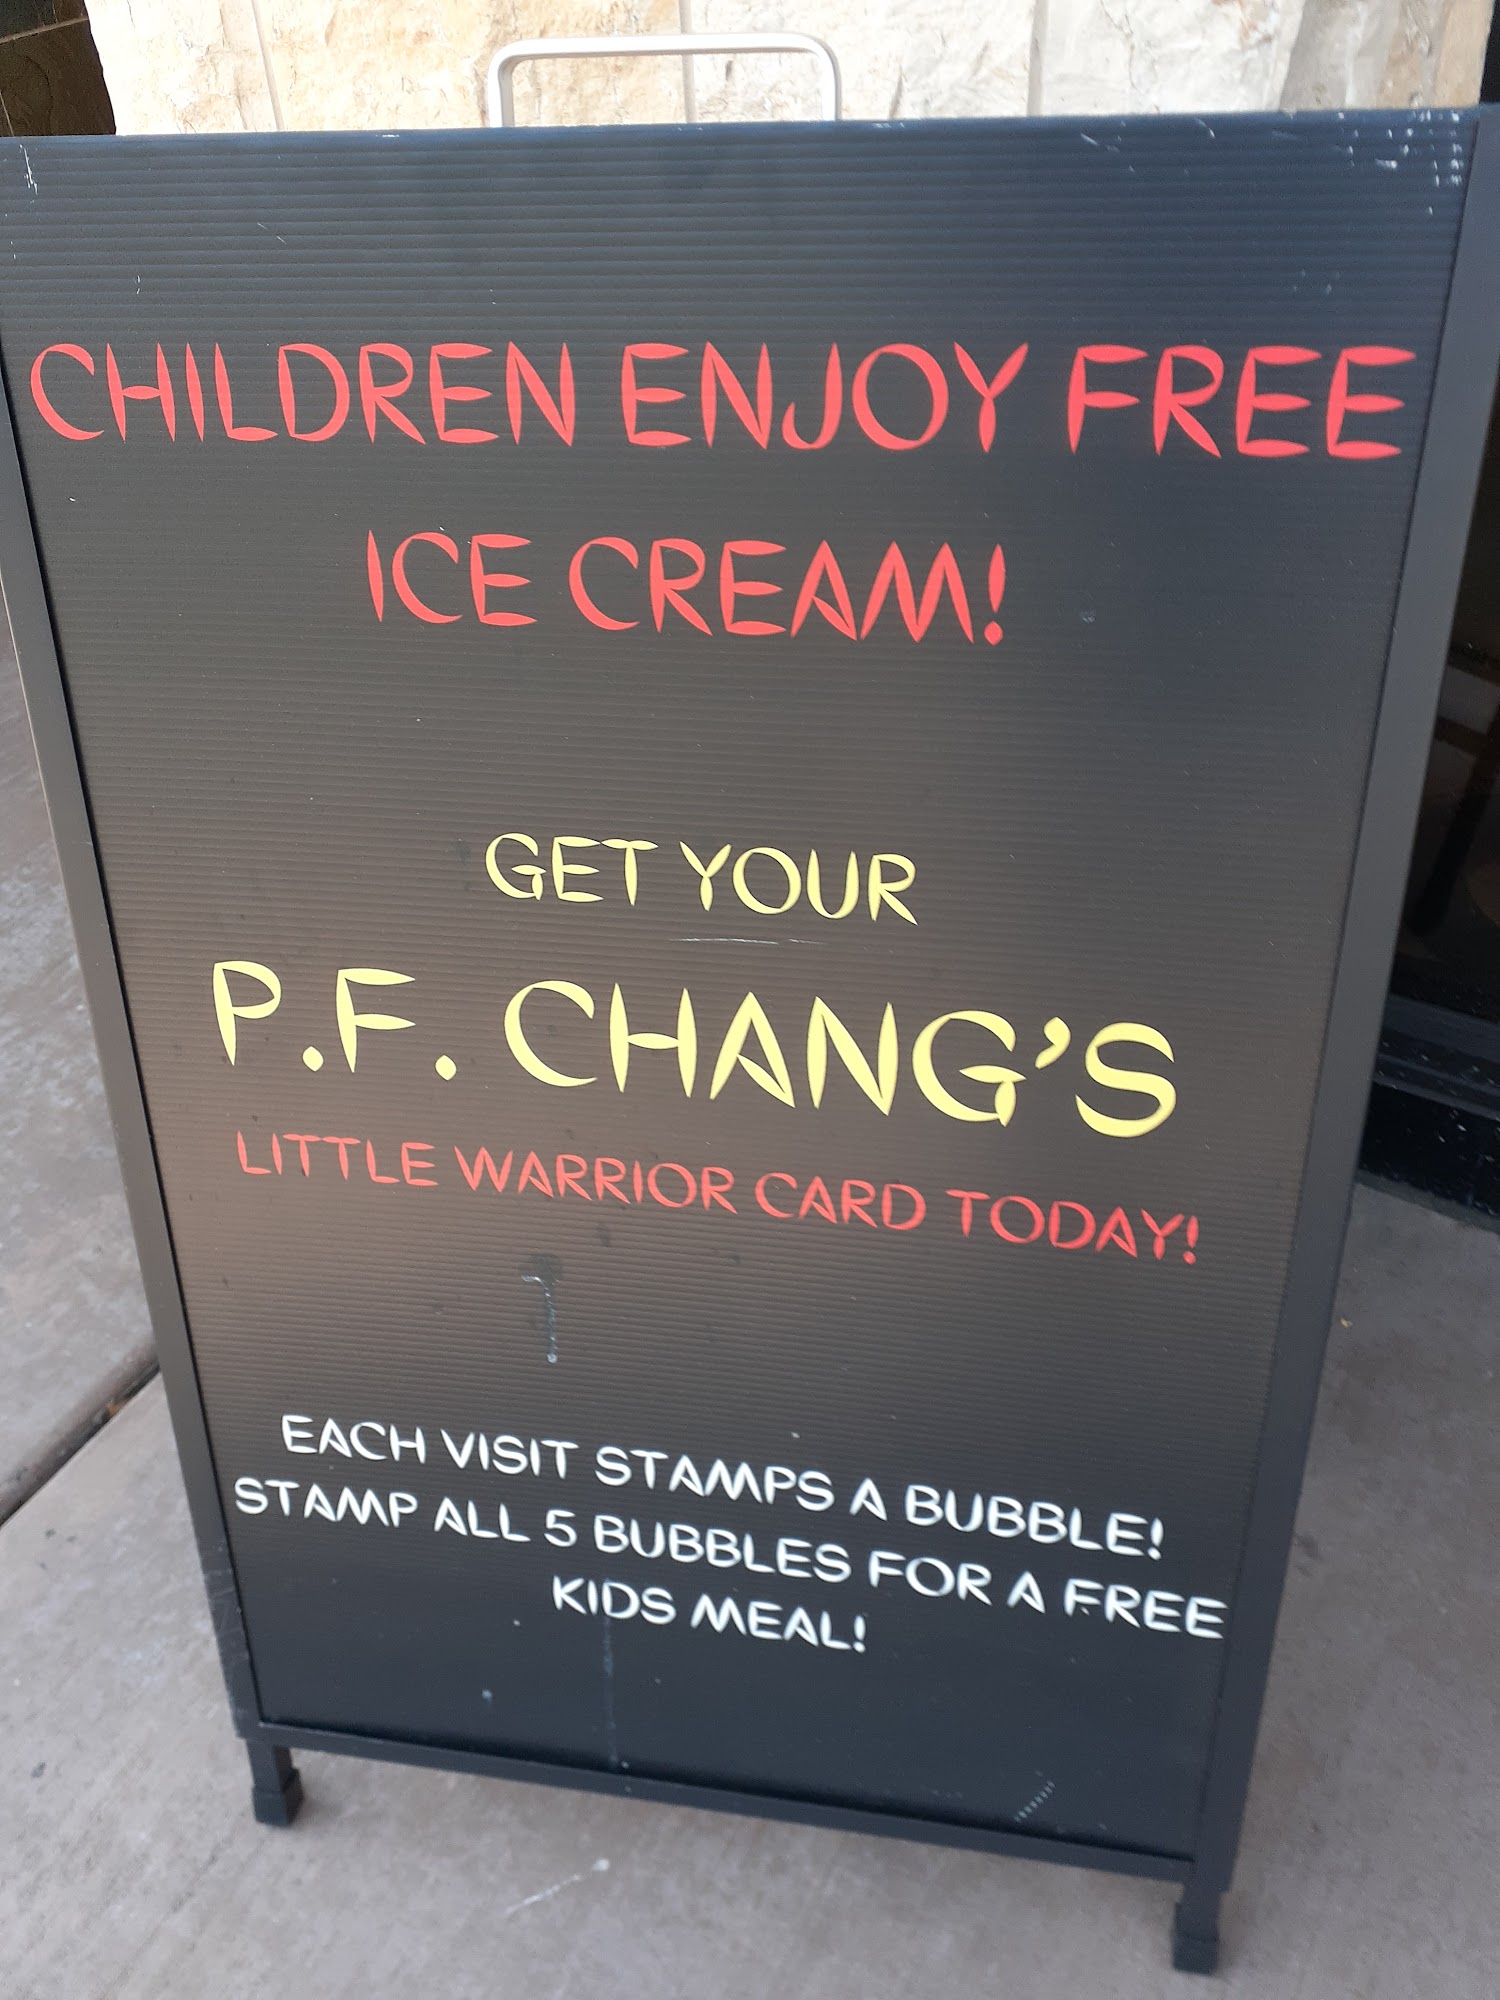 CHILDREN ENJOY FREE
ICE CREAM!
GET YOUR
P.F. CHANG'S
LITTLE WARRIOR CARD TODAY!
EACH VISIT STAMPS A BUBBLE!
STAMP ALL 5 BUBBLES FOR A FREE
KIDS MEAL!